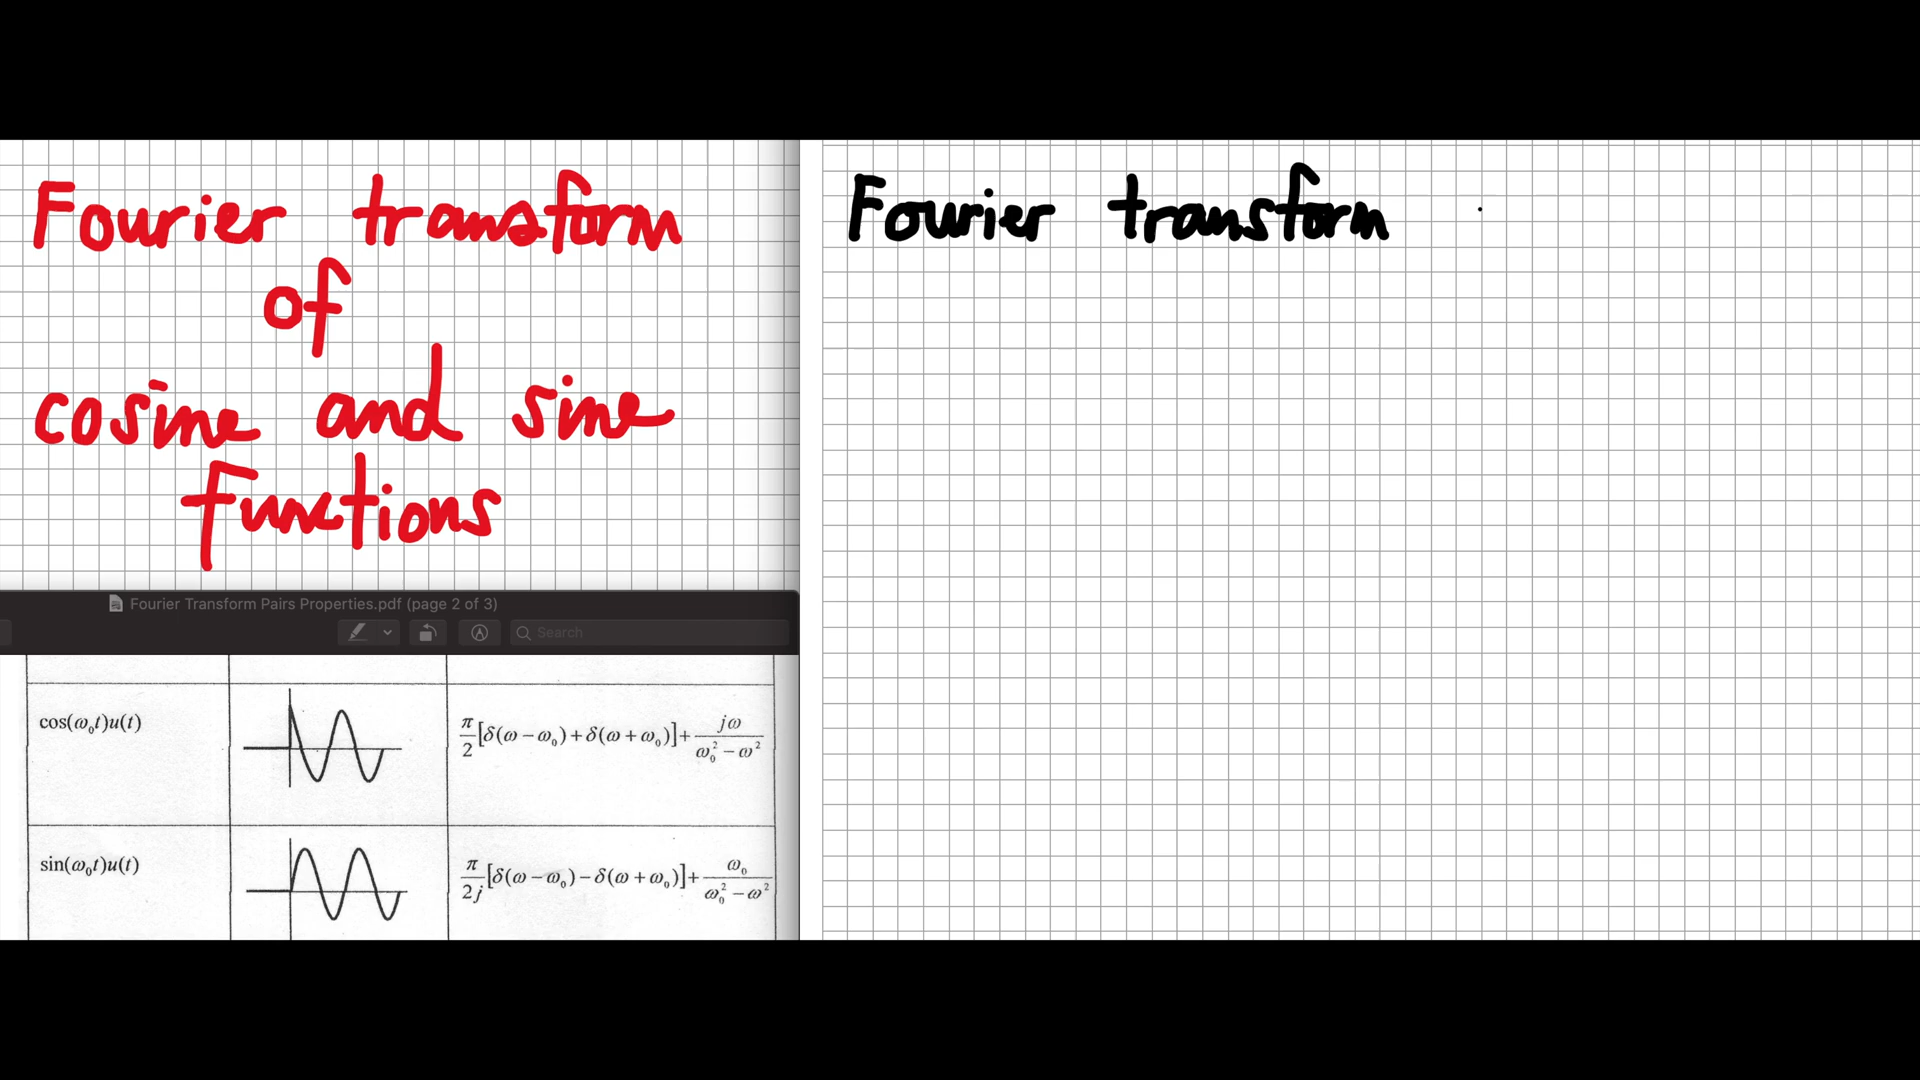 Fourier transform
of
cosine and sine
functions
Fourier transform
Fourier Transform Pairs Properties.pdf (page 2 of 3)
Search
cos(ω₀t)u(t)
π/2[δ(ω − ω₀) + δ(ω + ω₀)] + jω/(ω₀² − ω²)
sin(ω₀t)u(t)
π/2j[δ(ω − ω₀) − δ(ω + ω₀)] + ω₀/(ω₀² − ω²)